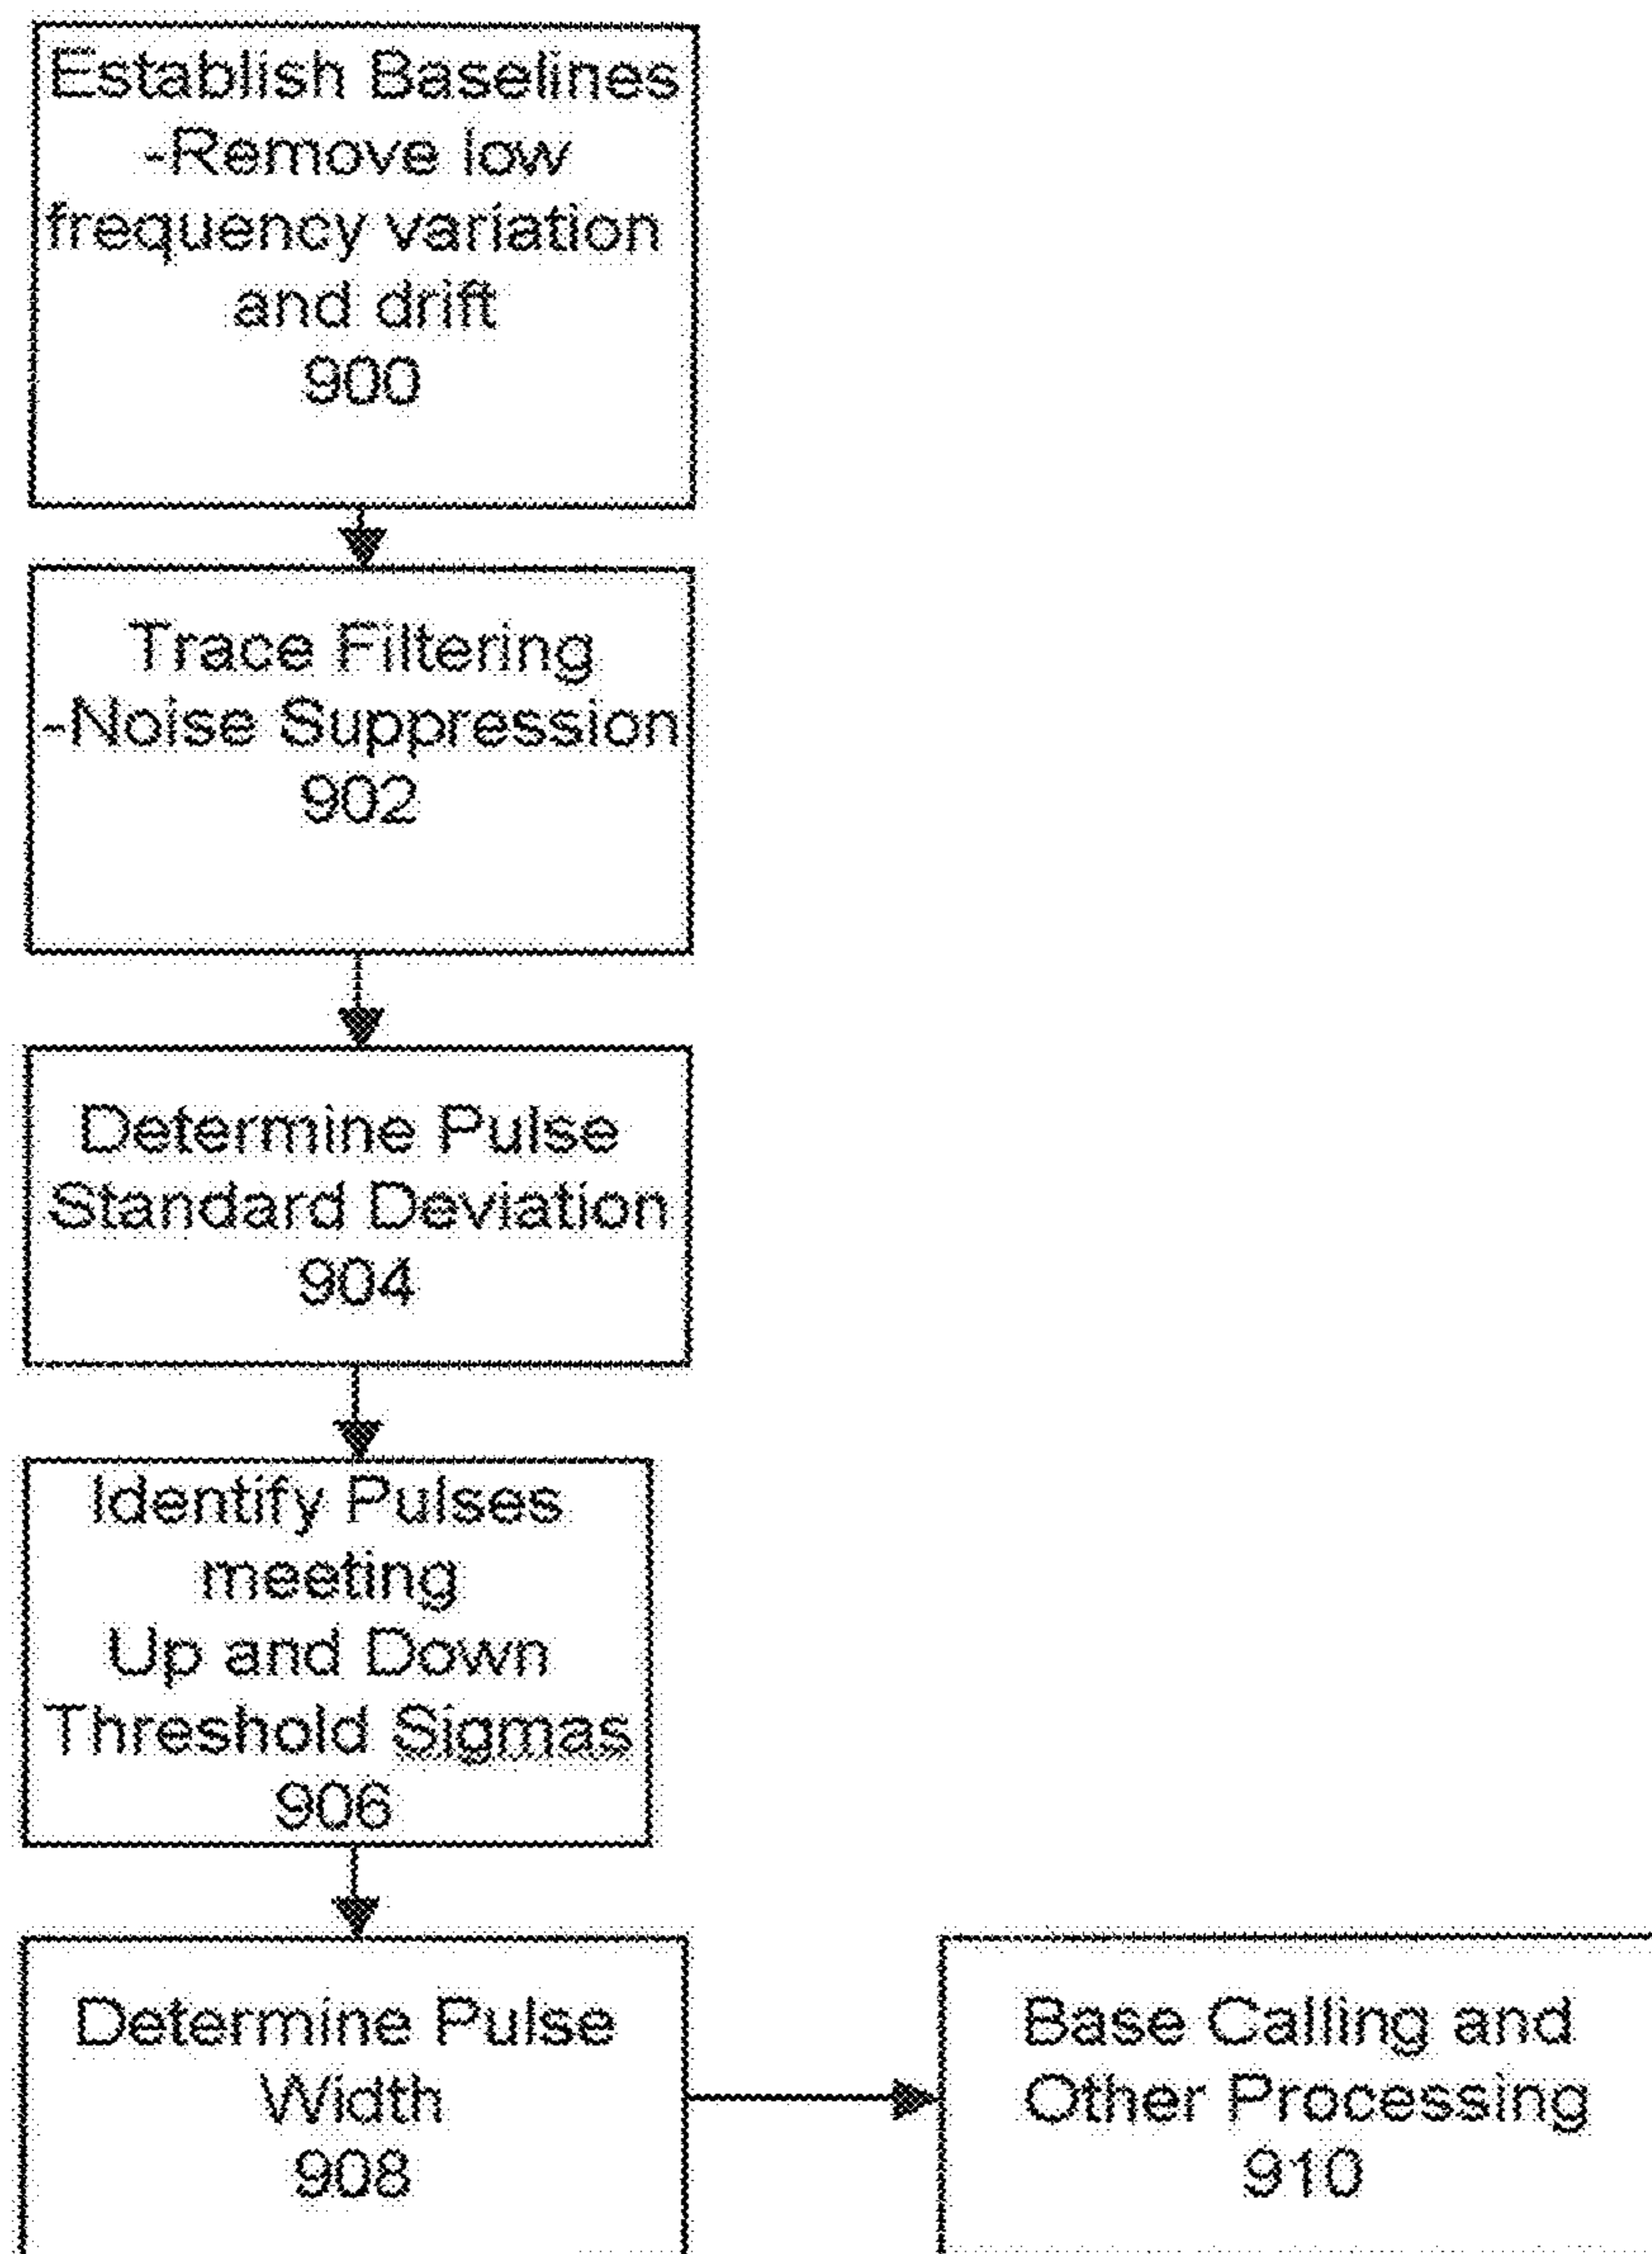 Establish Baselines
-Remove low
frequency variation
and drift
900
Trace Filtering
-Noise Suppression
902
Determine Pulse
Standard Deviation
904
Identify Pulses
meeting
Up and Down
Threshold Sigmas
906
Determine Pulse
Width
908
Base Calling and
Other Processing
910